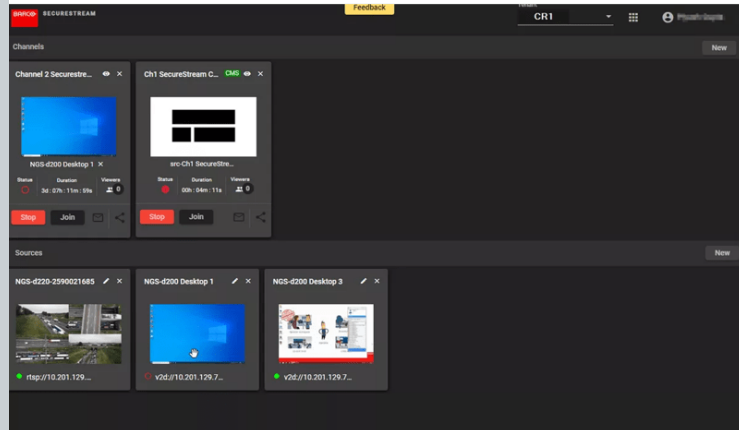 BARCO
SECURESTREAM
Feedback
Tenant
CR1
Channels
New
Channel 2 Securestre...
Ch1 SecureStream C...
CMS
NGS-d200 Desktop 1
src-Ch1 SecureStre...
Status Duration Viewers
3d : 07h : 11m : 59s
0
Status Duration Viewers
00h : 04m : 11s
0
Stop
Join
Stop
Join
Sources
New
NGS-d220-2590021685
NGS-d200 Desktop 1
NGS-d200 Desktop 3
rtsp://10.201.129....
v2d://10.201.129.7...
v2d://10.201.129.7...